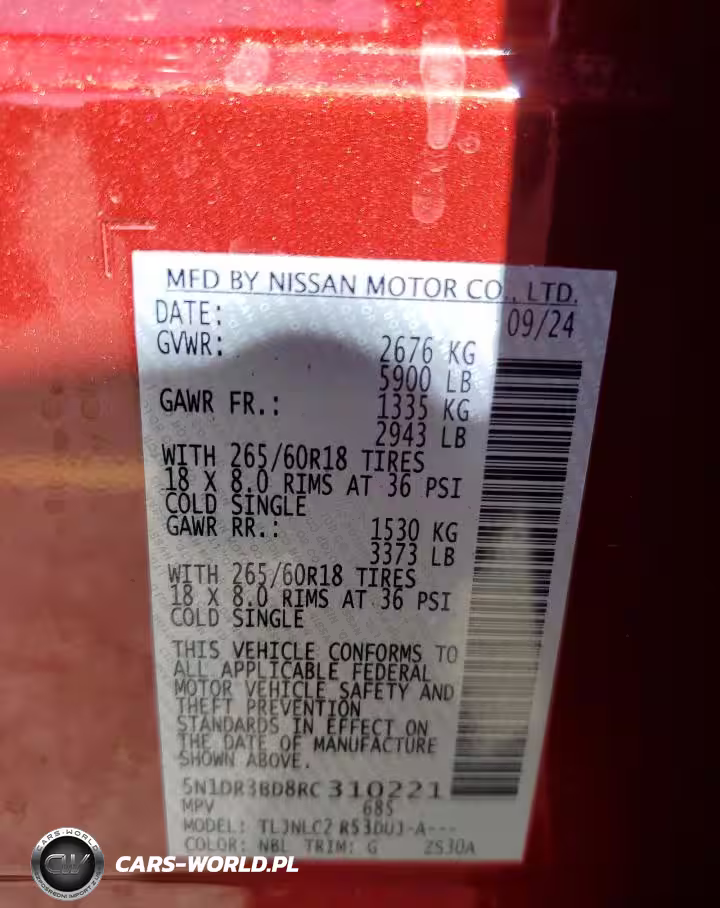 MFD BY NISSAN MOTOR CO., LTD.
DATE: 09/24
GVWR: 2676 KG
5900 LB
GAWR FR.: 1335 KG
2943 LB
WITH 265/60R18 TIRES
18 X 8.0 RIMS AT 36 PSI
COLD SINGLE
GAWR RR.: 1530 KG
3373 LB
WITH 265/60R18 TIRES
18 X 8.0 RIMS AT 36 PSI
COLD SINGLE
THIS VEHICLE CONFORMS TO
ALL APPLICABLE FEDERAL
MOTOR VEHICLE SAFETY AND
THEFT PREVENTION
STANDARDS IN EFFECT ON
THE DATE OF MANUFACTURE
SHOWN ABOVE.
5N1DR3BD8RC 310221
MPV 68S
MODEL: TLJNLC2 R53DUJ-A---
COLOR: NBL TRIM: G ZS30A
CW
CARS-WORLD.PL